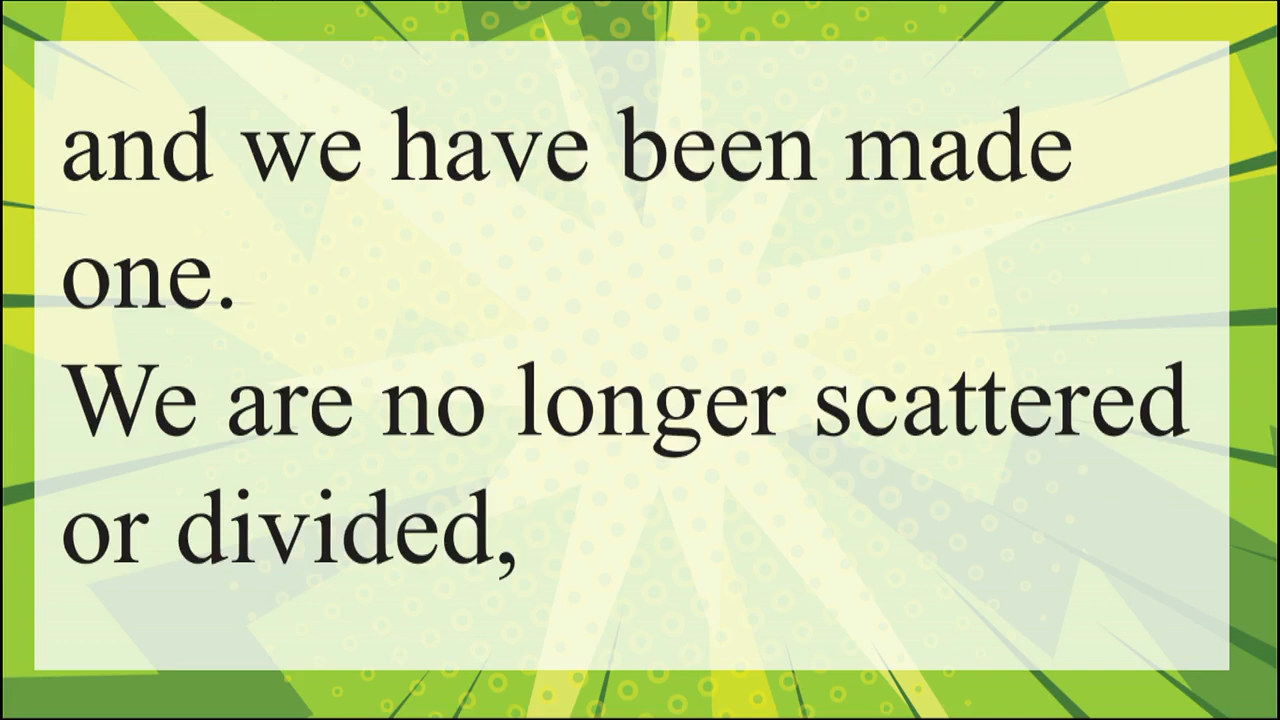 and we have been made
one.
We are no longer scattered
or divided,